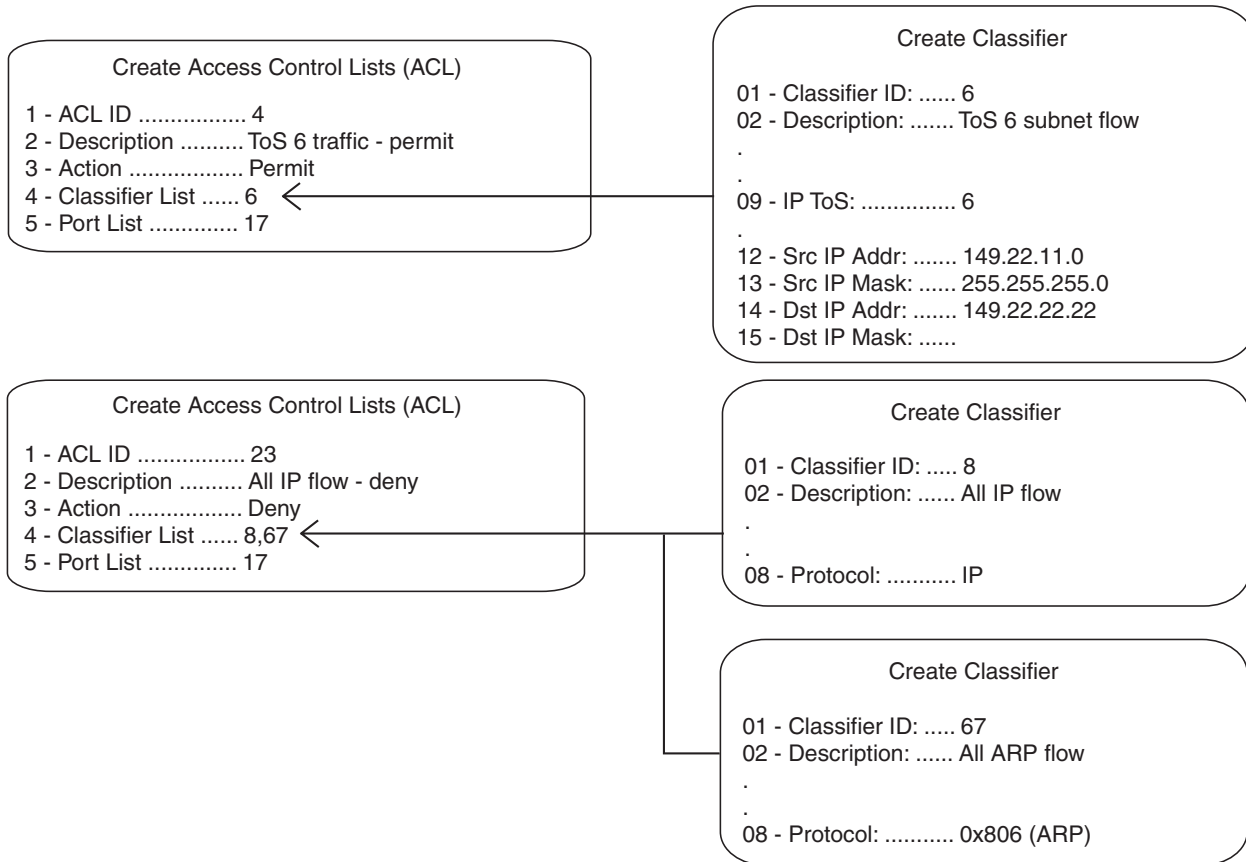 Create Access Control Lists (ACL)
1 - ACL ID ................. 4
2 - Description .......... ToS 6 traffic - permit
3 - Action .................. Permit
4 - Classifier List ...... 6
5 - Port List .............. 17
Create Classifier
01 - Classifier ID: ...... 6
02 - Description: ....... ToS 6 subnet flow
.
.
09 - IP ToS: ............... 6
.
12 - Src IP Addr: ....... 149.22.11.0
13 - Src IP Mask: ...... 255.255.255.0
14 - Dst IP Addr: ....... 149.22.22.22
15 - Dst IP Mask: ......
Create Access Control Lists (ACL)
1 - ACL ID ................. 23
2 - Description .......... All IP flow - deny
3 - Action .................. Deny
4 - Classifier List ...... 8,67
5 - Port List .............. 17
Create Classifier
01 - Classifier ID: ..... 8
02 - Description: ...... All IP flow
.
.
08 - Protocol: ........... IP
Create Classifier
01 - Classifier ID: ..... 67
02 - Description: ...... All ARP flow
.
.
08 - Protocol: ........... 0x806 (ARP)